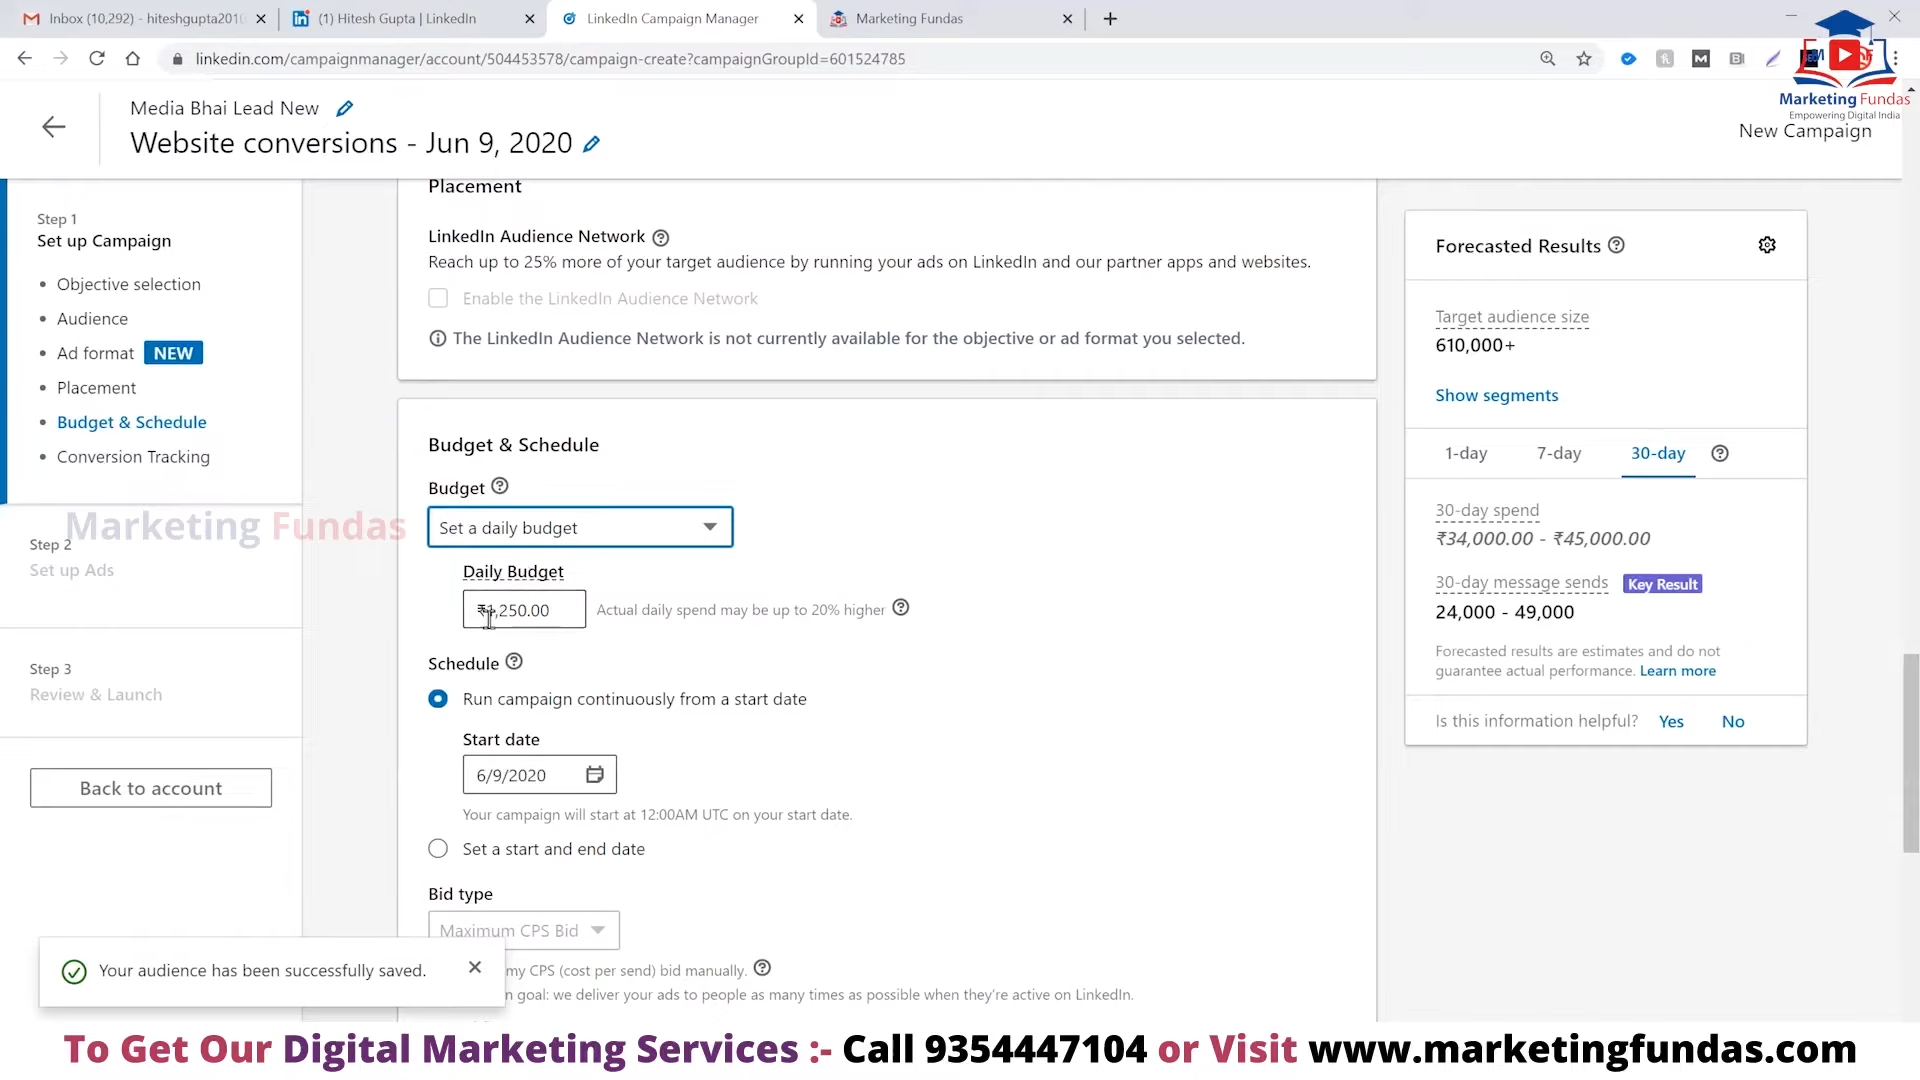 Inbox (10,292) - hiteshgupta201
(1) Hitesh Gupta | LinkedIn
LinkedIn Campaign Manager
Marketing Fundas
linkedin.com/campaignmanager/account/504453578/campaign-create?campaignGroupId=601524785
Marketing Fundas
Empowering Digital India
Media Bhai Lead New
Website conversions - Jun 9, 2020
New Campaign
Step 1
Set up Campaign
Objective selection
Audience
Ad format NEW
Placement
Budget & Schedule
Conversion Tracking
Marketing Fundas
Step 2
Set up Ads
Step 3
Review & Launch
Back to account
Placement
LinkedIn Audience Network
Reach up to 25% more of your target audience by running your ads on LinkedIn and our partner apps and websites.
Enable the LinkedIn Audience Network
The LinkedIn Audience Network is not currently available for the objective or ad format you selected.
Budget & Schedule
Budget
Set a daily budget
Daily Budget
₹1,250.00
Actual daily spend may be up to 20% higher
Schedule
Run campaign continuously from a start date
Start date
6/9/2020
Your campaign will start at 12:00AM UTC on your start date.
Set a start and end date
Bid type
Maximum CPS Bid
my CPS (cost per send) bid manually.
goal: we deliver your ads to people as many times as possible when they're active on LinkedIn.
Your audience has been successfully saved.
Forecasted Results
Target audience size
610,000+
Show segments
1-day 7-day 30-day
30-day spend
₹34,000.00 - ₹45,000.00
30-day message sends Key Result
24,000 - 49,000
Forecasted results are estimates and do not
guarantee actual performance. Learn more
Is this information helpful? Yes No
To Get Our Digital Marketing Services :- Call 9354447104 or Visit www.marketingfundas.com